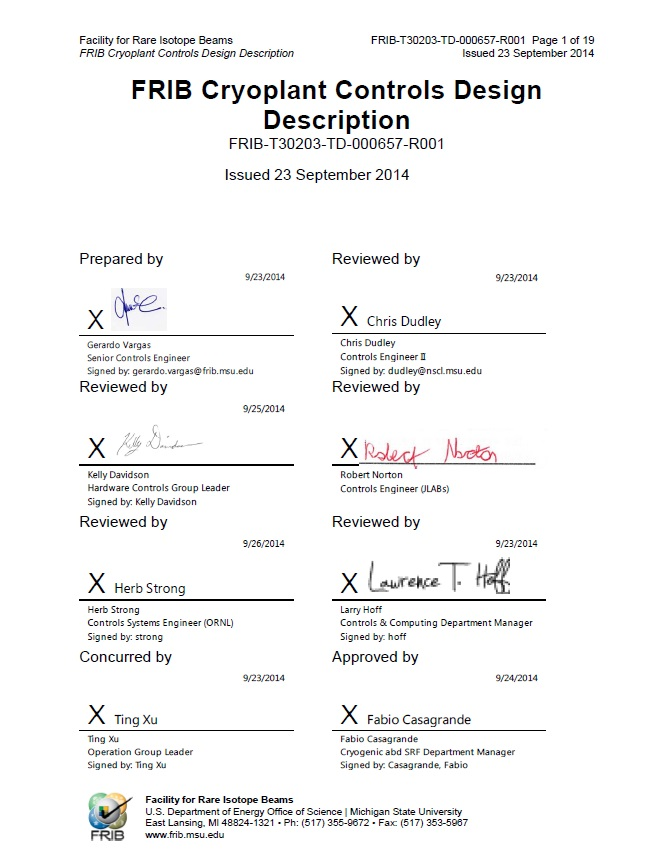 Facility for Rare Isotope Beams
FRIB-T30203-TD-000657-R001 Page 1 of 19
FRIB Cryoplant Controls Design Description
Issued 23 September 2014
FRIB Cryoplant Controls Design
Description
FRIB-T30203-TD-000657-R001
Issued 23 September 2014
Prepared by
9/23/2014
X
Gerardo Vargas
Senior Controls Engineer
Signed by: gerardo.vargas@frib.msu.edu
Reviewed by
9/23/2014
X Chris Dudley
Chris Dudley
Controls Engineer II
Signed by: dudley@nscl.msu.edu
Reviewed by
9/25/2014
X Kelly Davidson
Kelly Davidson
Hardware Controls Group Leader
Signed by: Kelly Davidson
Reviewed by
X Robert Norton
Robert Norton
Controls Engineer (JLABs)
Reviewed by
9/26/2014
X Herb Strong
Herb Strong
Controls Systems Engineer (ORNL)
Signed by: strong
Reviewed by
9/23/2014
X Lawrence T. Hoff
Larry Hoff
Controls & Computing Department Manager
Signed by: hoff
Concurred by
9/23/2014
X Ting Xu
Ting Xu
Operation Group Leader
Signed by: Ting Xu
Approved by
9/24/2014
X Fabio Casagrande
Fabio Casagrande
Cryogenic abd SRF Department Manager
Signed by: Casagrande, Fabio
FRIB
Facility for Rare Isotope Beams
U.S. Department of Energy Office of Science | Michigan State University
East Lansing, MI 48824-1321 • Ph: (517) 355-9672 • Fax: (517) 353-5967
www.frib.msu.edu